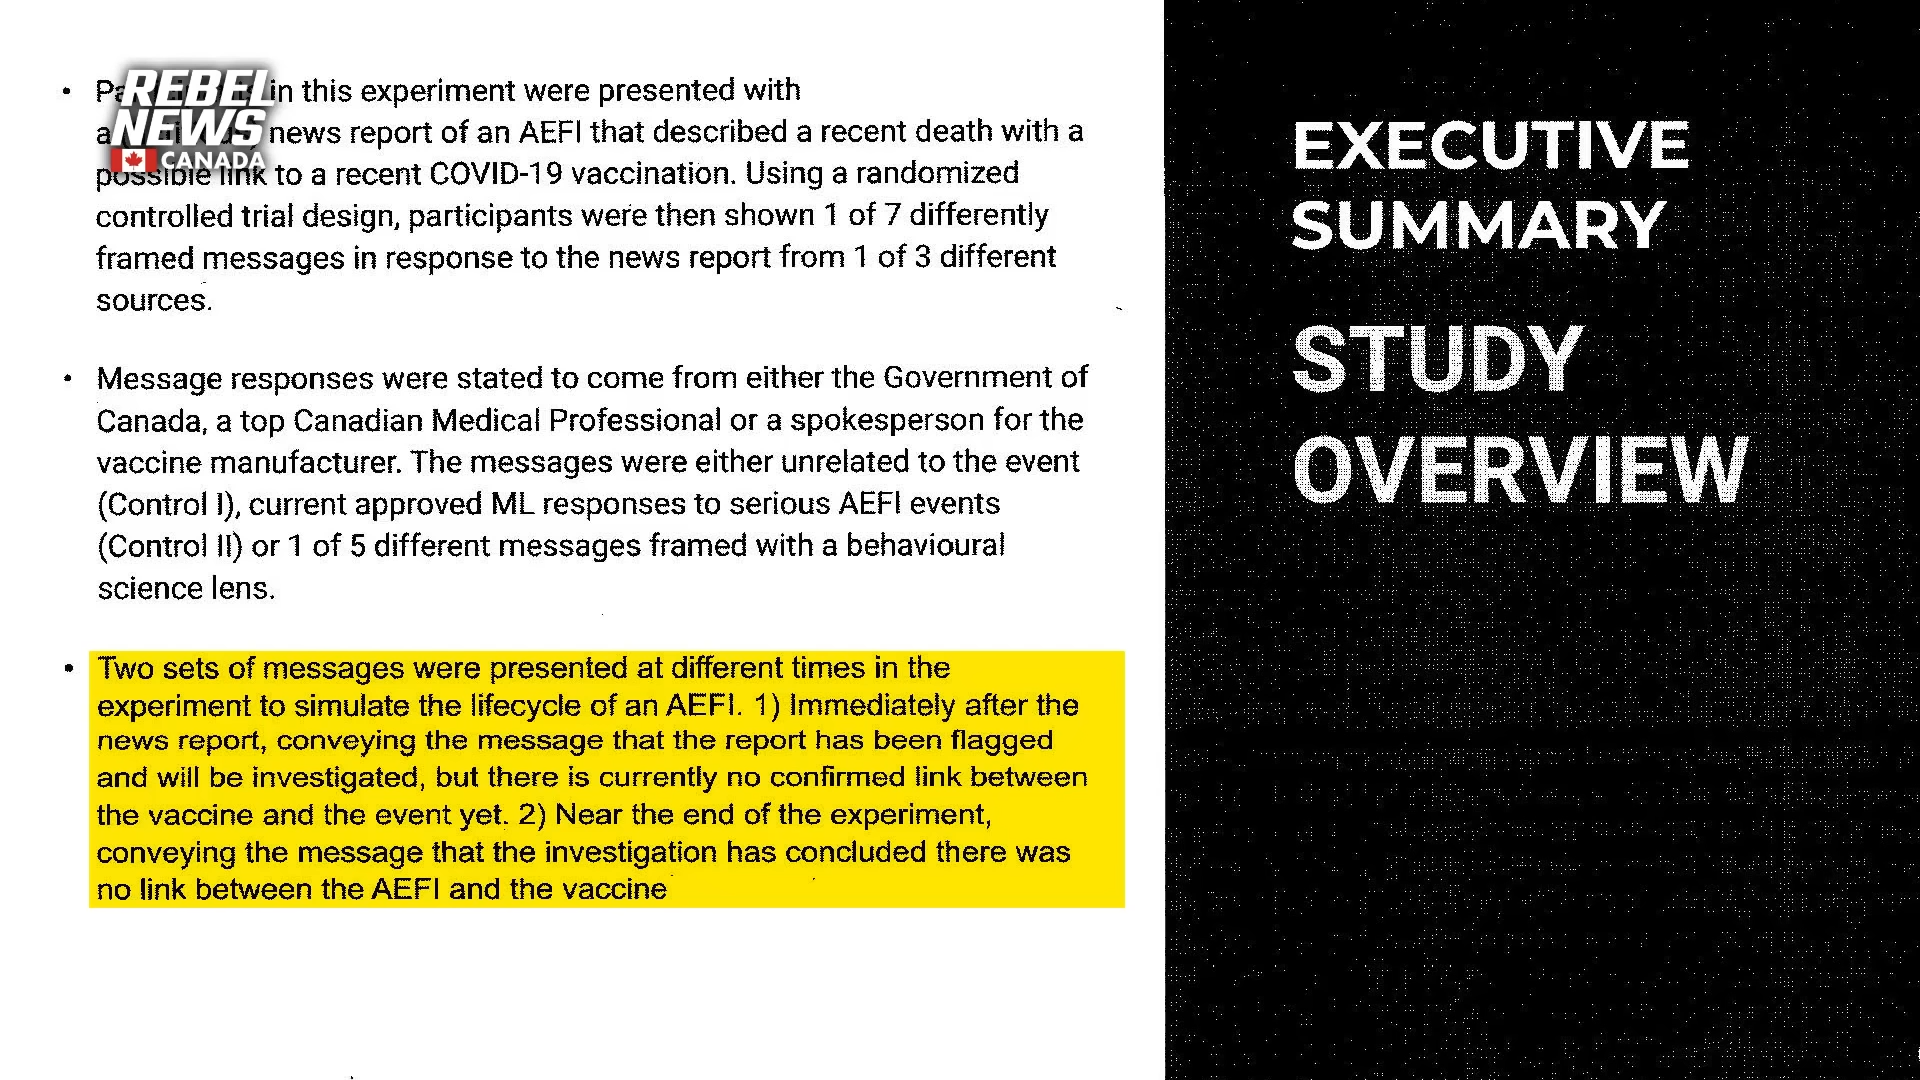 REBEL
NEWS
CANADA
• in this experiment were presented with
news report of an AEFI that described a recent death with a
possible link to a recent COVID-19 vaccination. Using a randomized
controlled trial design, participants were then shown 1 of 7 differently
framed messages in response to the news report from 1 of 3 different
sources.
• Message responses were stated to come from either the Government of
Canada, a top Canadian Medical Professional or a spokesperson for the
vaccine manufacturer. The messages were either unrelated to the event
(Control I), current approved ML responses to serious AEFI events
(Control II) or 1 of 5 different messages framed with a behavioural
science lens.
• Two sets of messages were presented at different times in the
experiment to simulate the lifecycle of an AEFI. 1) Immediately after the
news report, conveying the message that the report has been flagged
and will be investigated, but there is currently no confirmed link between
the vaccine and the event yet. 2) Near the end of the experiment,
conveying the message that the investigation has concluded there was
no link between the AEFI and the vaccine
EXECUTIVE
SUMMARY
STUDY
OVERVIEW